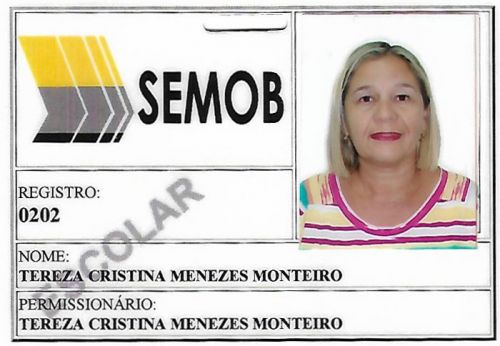 SEMOB
REGISTRO:
0202
ESCOLAR
NOME:
TEREZA CRISTINA MENEZES MONTEIRO
PERMISSIONÁRIO:
TEREZA CRISTINA MENEZES MONTEIRO